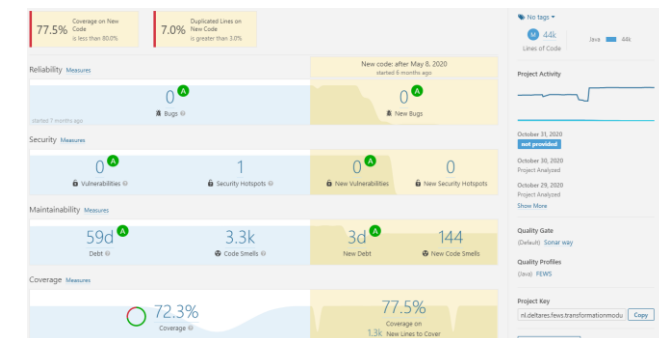 77.5%
Coverage on New
Code
is less than 80.0%
7.0%
Duplicated Lines on
New Code
is greater than 3.0%
Reliability Measures
New code: after May 8, 2020
started 6 months ago
0 A
Bugs
started 7 months ago
0 A
New Bugs
Security Measures
0 A
Vulnerabilities
1
Security Hotspots
0 A
New Vulnerabilities
0
New Security Hotspots
Maintainability Measures
59d A
Debt
3.3k
Code Smells
3d A
New Debt
144
New Code Smells
Coverage Measures
72.3%
Coverage
77.5%
Coverage on
1.3k New Lines to Cover
No tags
M 44k
Lines of Code
Java 44k
Project Activity
October 31, 2020
not provided
October 30, 2020
Project Analyzed
October 29, 2020
Project Analyzed
Show More
Quality Gate
(Default) Sonar way
Quality Profiles
(Java) FEWS
Project Key
nl.deltares.fews.transformationmodu Copy